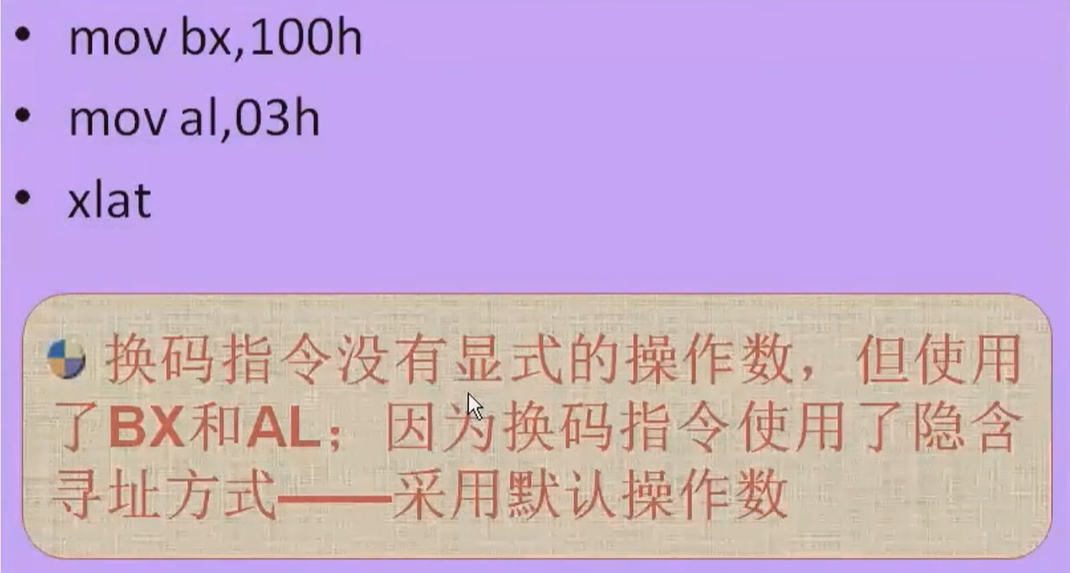 • mov bx,100h
• mov al,03h
• xlat
换码指令没有显式的操作数，但使用
了BX和AL；因为换码指令使用了隐含
寻址方式——采用默认操作数